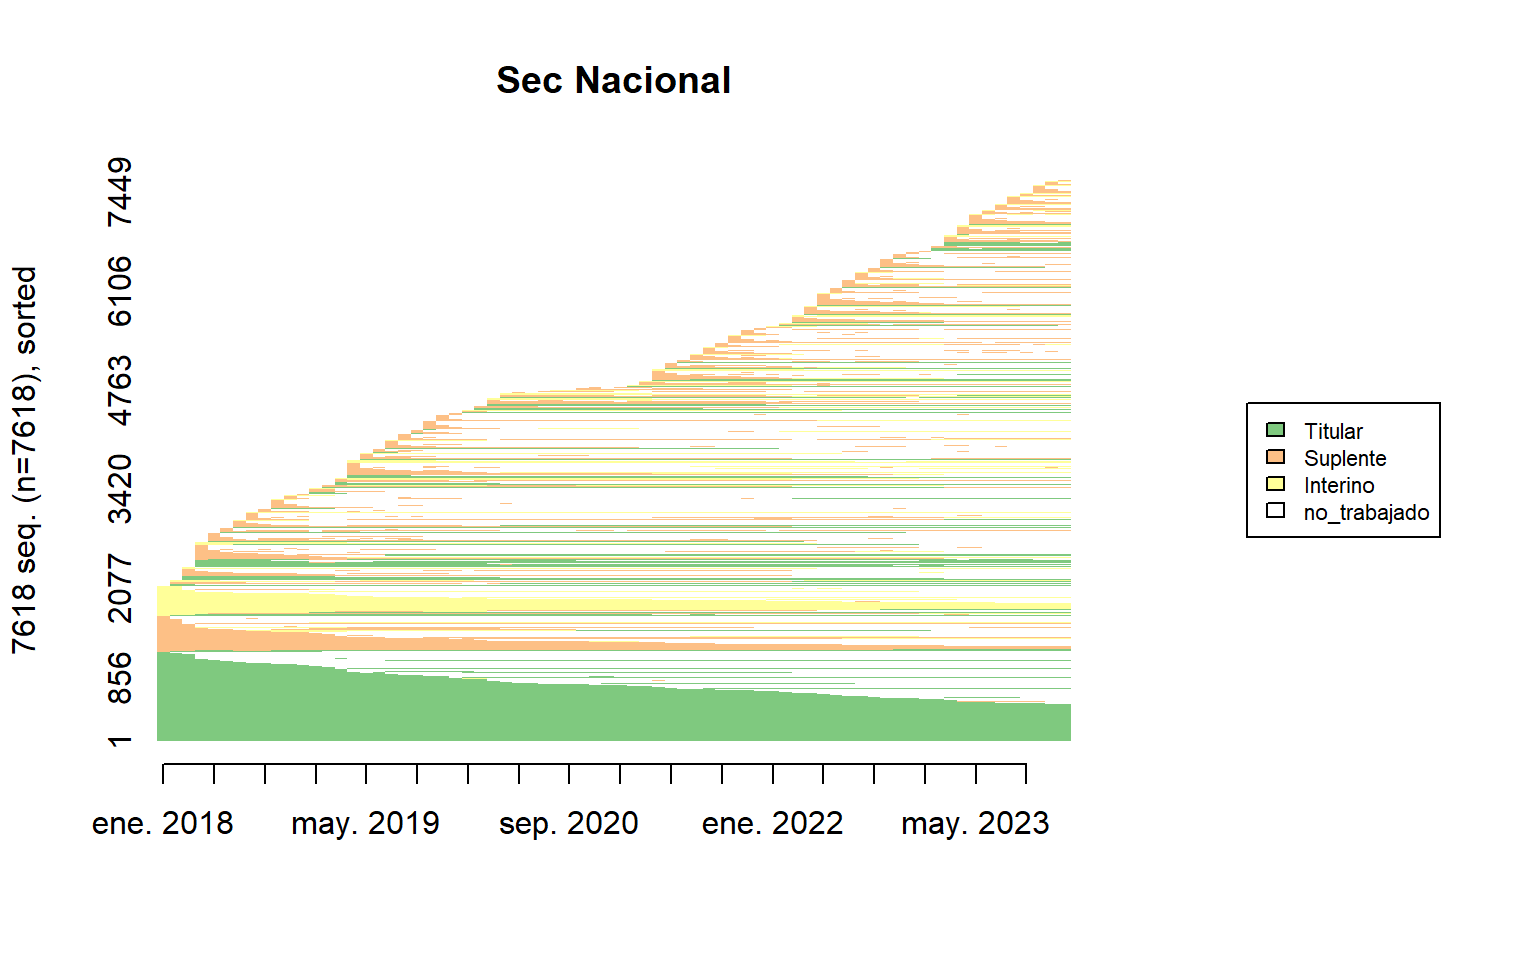 Sec Nacional
7618 seq. (n=7618), sorted
7449
6106
4763
3420
2077
856
1
ene. 2018
may. 2019
sep. 2020
ene. 2022
may. 2023
Titular
Suplente
Interino
no_trabajado